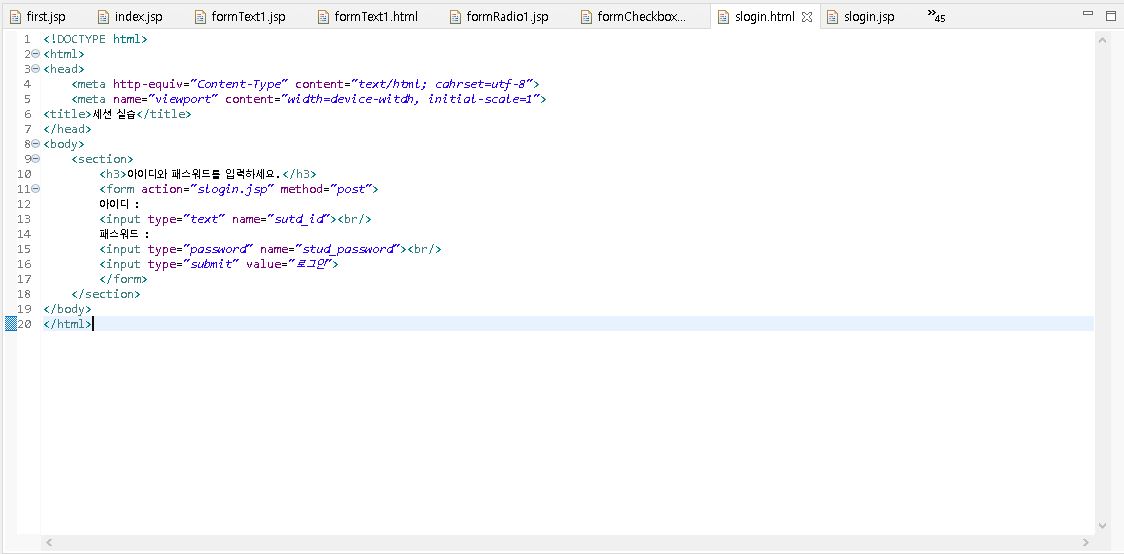 first.jsp index.jsp formText1.jsp formText1.html formRadio1.jsp formCheckbox... slogin.html slogin.jsp »45
1 <!DOCTYPE html>
2 <html>
3 <head>
4 <meta http-equiv="Content-Type" content="text/html; cahrset=utf-8">
5 <meta name="viewport" content="width=device-witdh, initial-scale=1">
6 <title>세션 실습</title>
7 </head>
8 <body>
9 <section>
10 <h3>아이디와 패스워드를 입력하세요.</h3>
11 <form action="slogin.jsp" method="post">
12 아이디 :
13 <input type="text" name="sutd_id"><br/>
14 패스워드 :
15 <input type="password" name="stud_password"><br/>
16 <input type="submit" value="로그인">
17 </form>
18 </section>
19 </body>
20 </html>